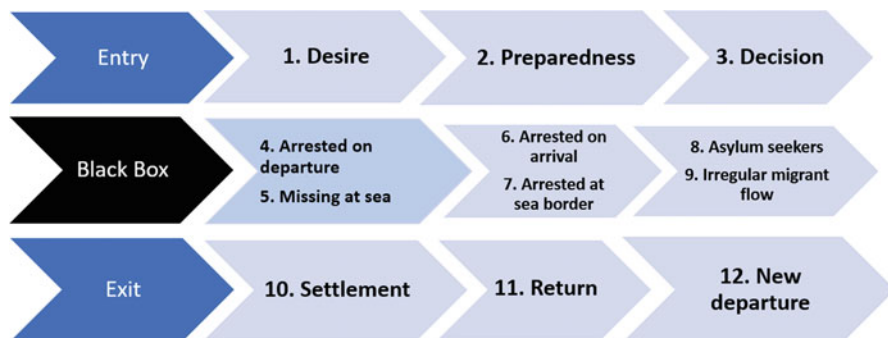 Entry
1. Desire
2. Preparedness
3. Decision
Black Box
4. Arrested on
departure
5. Missing at sea
6. Arrested on
arrival
7. Arrested at
sea border
8. Asylum seekers
9. Irregular migrant
flow
Exit
10. Settlement
11. Return
12. New
departure